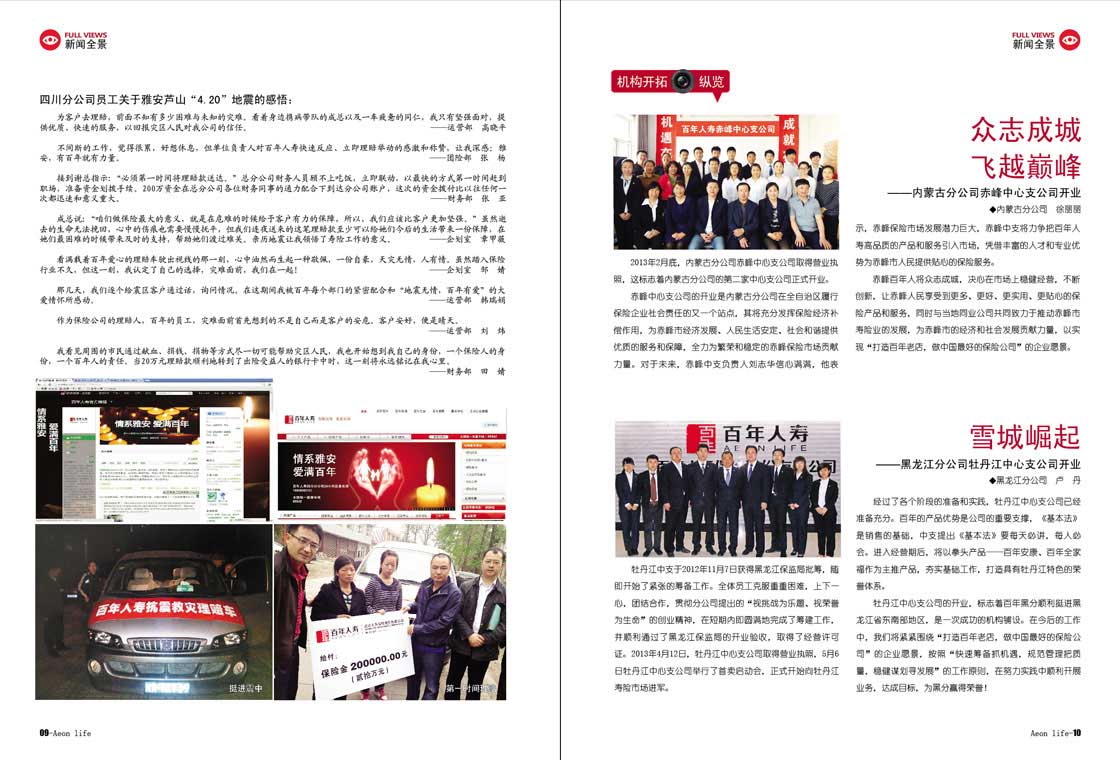 FULL VIEWS
新闻全景
四川分公司员工关于雅安芦山“4.20”地震的感悟：
为客户去理赔，前面不知有多少困难与未知的灾难。看着身边携病带队的成总以及一车疲惫的同仁，我只有坚强面对，提
供优质、快速的服务，以回报灾区人民对我公司的信任。 ——运营部 高晓平
不间断的工作，觉得很累，好想休息，但单位负责人对百年人寿快速反应、立即理赔举动的感激和称赞，让我深感：雅
安，有百年就有力量。 ——团险部 张 杨
接到谢总指示：“必须第一时间将理赔款送达。”总分公司财务人员顾不上吃饭，立即联动，以最快的方式第一时间赶到
职场，准备资金划拨手续。200万资金在总分公司各位财务同事的通力配合下到达分公司账户，这次的资金拨付比以往任何一
次都迅速和意义重大。 ——财务部 张 亚
成总说：“咱们做保险最大的意义，就是在危难的时候给予客户有力的保障。所以，我们应该比客户更加坚强。”虽然逝
去的生命无法挽回，心中的伤痕也需要慢慢抚平，但我们连夜送来的这笔理赔款至少可以给她们今后的生活带来一份保障，在
她们最困难的时候带来及时的支持，帮助她们渡过难关。亲历地震让我领悟了寿险工作的意义。 ——企划室 章甲薇
看满载着百年爱心的理赔车驶出视线的那一刻，心中油然而生起一种敬佩，一份自豪，天灾无情，人有情。虽然踏入保险
行业不久，但这一刻，我认定了自己的选择，灾难面前，我们在一起！ ——企划室 邹 婧
那几天，我们逐个给震区客户通过话，询问情况。在这期间我被百年每个部门的紧密配合和“地震无情，百年有爱”的大
爱情怀所感动。 ——运营部 韩瑞娟
作为保险公司的理赔人，百年的员工，灾难面前首先想到的不是自己而是客户的安危。客户安好，便是晴天。
——运营部 刘 炜
我看见周围的市民通过献血、捐钱、捐物等方式尽一切可能帮助灾区人民，我也开始想到我自己的身份，一个保险人的身
份，一个百年人的责任。当20万元理赔款顺利地转到了出险受益人的银行卡中时，这一刻将永远铭记在我心里。
——财务部 田 婧
情系雅安
爱满百年
情系雅安 爱满百年
百年人寿
情系雅安
爱满百年
百年人寿抗震救灾理赔车
挺进震中
百年人寿
给付：
保险金 200000.00元
（贰拾万元）
第一时间理赔
09-Aeon life
FULL VIEWS
新闻全景
机构开拓 纵览
百年人寿赤峰中心支公司
众志成城
飞越巅峰
——内蒙古分公司赤峰中心支公司开业
◆内蒙古分公司 徐丽丽
2013年2月底，内蒙古分公司赤峰中心支公司取得营业执
照，这标志着内蒙古分公司的第二家中心支公司正式开业。
赤峰中心支公司的开业是内蒙古分公司在全自治区履行
保险企业社会责任的又一个站点，其将充分发挥保险经济补
偿作用，为赤峰市经济发展、人民生活安定、社会和谐提供
优质的服务和保障，全力为繁荣和稳定的赤峰保险市场贡献
力量。对于未来，赤峰中支负责人刘志华信心满满，他表
示，赤峰保险市场发展潜力巨大，赤峰中支将力争把百年人
寿高品质的产品和服务引入市场，凭借丰富的人才和专业优
势为赤峰市人民提供贴心的保险服务。
赤峰百年人将众志成城，决心在市场上稳健经营，不断
创新，让赤峰人民享受到更多、更好、更实用、更贴心的保
险产品和服务，同时与当地同业公司共同致力于推动赤峰市
寿险业的发展，为赤峰市的经济和社会发展贡献力量，以实
现“打造百年老店，做中国最好的保险公司”的企业愿景。
百年人寿
AEON LIFE
雪城崛起
——黑龙江分公司牡丹江中心支公司开业
◆黑龙江分公司 卢 丹
牡丹江中支于2012年11月7日获得黑龙江保监局批筹，随
即开始了紧张的筹备工作。全体员工克服重重困难，上下一
心，团结合作，贯彻分公司提出的“视挑战为乐趣、视荣誉
为生命”的创业精神，在短期内即圆满地完成了筹建工作，
并顺利通过了黑龙江保监局的开业验收，取得了经营许可
证。2013年4月12日，牡丹江中心支公司取得营业执照，5月6
日牡丹江中心支公司举行了首卖启动会，正式开始向牡丹江
寿险市场进军。
经过了各个阶段的准备和实践，牡丹江中心支公司已经
准备充分。百年的产品优势是公司的重要支撑，《基本法》
是销售的基础，中支提出《基本法》要每天必讲，每人必
会。进入经营期后，将以拳头产品——百年安康、百年全家
福作为主推产品，夯实基础工作，打造具有牡丹江特色的荣
誉体系。
牡丹江中心支公司的开业，标志着百年黑分顺利挺进黑
龙江省东南部地区，是一次成功的机构铺设。在今后的工作
中，我们将紧紧围绕“打造百年老店，做中国最好的保险公
司”的企业愿景，按照“快速筹备抓机遇，规范管理把质
量，稳健谋划寻发展”的工作原则，在努力实践中顺利开展
业务，达成目标，为黑分赢得荣誉！
Aeon life-10